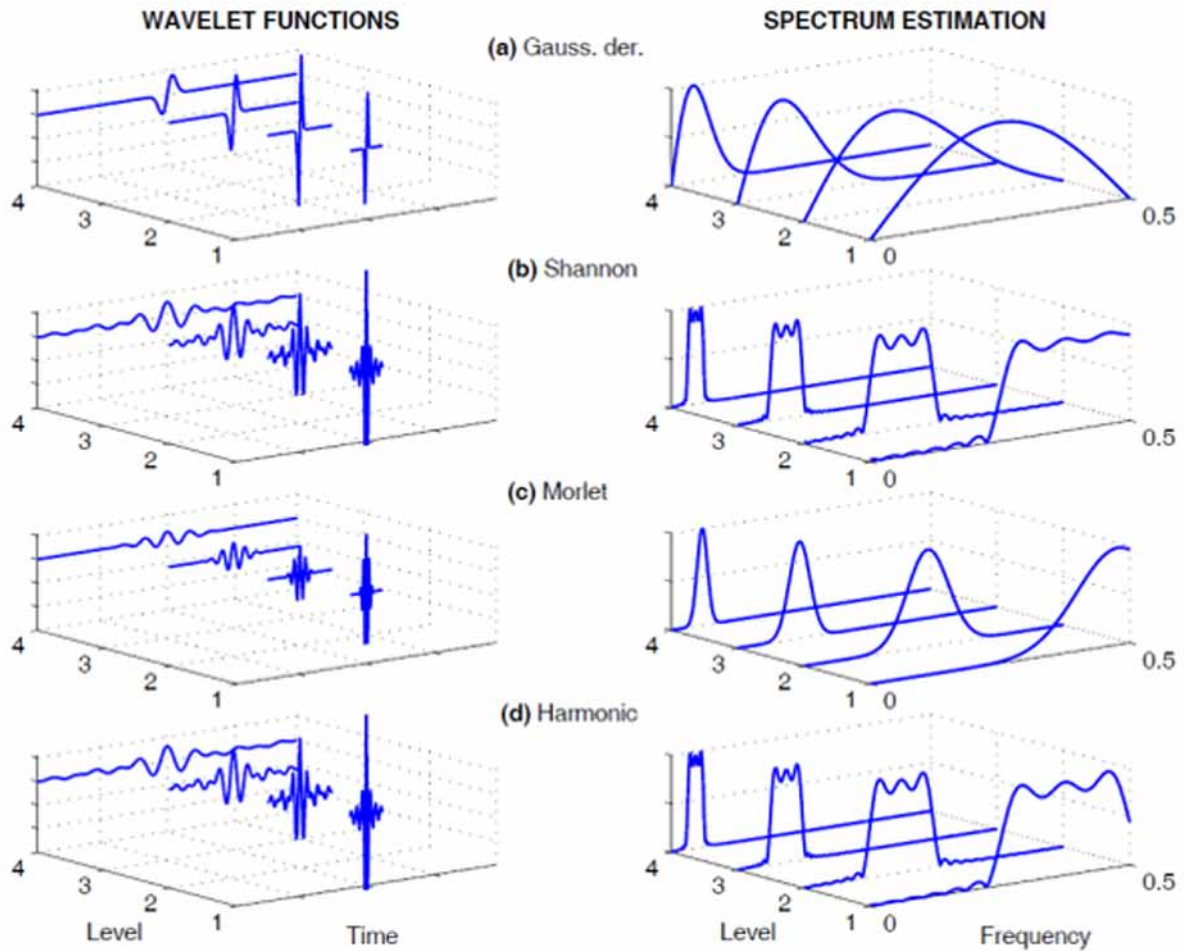 WAVELET FUNCTIONS SPECTRUM ESTIMATION
(a) Gauss. der.
4 3 2 1 4 3 2 1 0 0.5
(b) Shannon
4 3 2 1 4 3 2 1 0 0.5
(c) Morlet
4 3 2 1 4 3 2 1 0 0.5
(d) Harmonic
4 3 2 1 4 3 2 1 0 0.5
Level Time Level Frequency